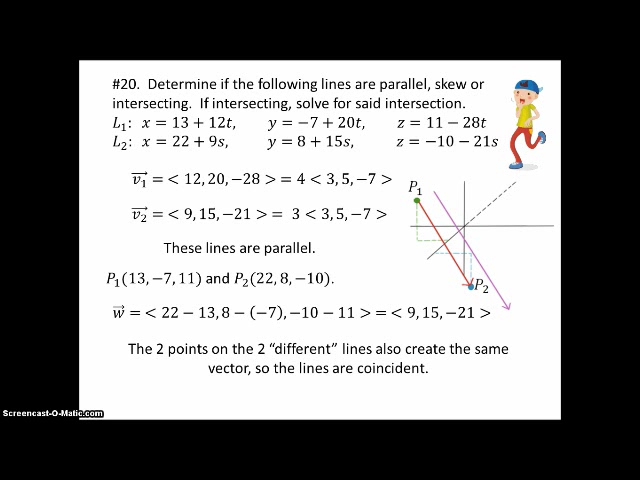 #20. Determine if the following lines are parallel, skew or
intersecting. If intersecting, solve for said intersection.
L₁: x = 13 + 12t, y = −7 + 20t, z = 11 − 28t
L₂: x = 22 + 9s, y = 8 + 15s, z = −10 − 21s
v₁⃗ = < 12, 20, −28 > = 4 < 3, 5, −7 >
P₁
v₂⃗ = < 9, 15, −21 > = 3 < 3, 5, −7 >
These lines are parallel.
P₁(13, −7, 11) and P₂(22, 8, −10).
P₂
w⃗ = < 22 − 13, 8 − (−7), −10 − 11 > = < 9, 15, −21 >
The 2 points on the 2 “different” lines also create the same
vector, so the lines are coincident.
Screencast-O-Matic.com